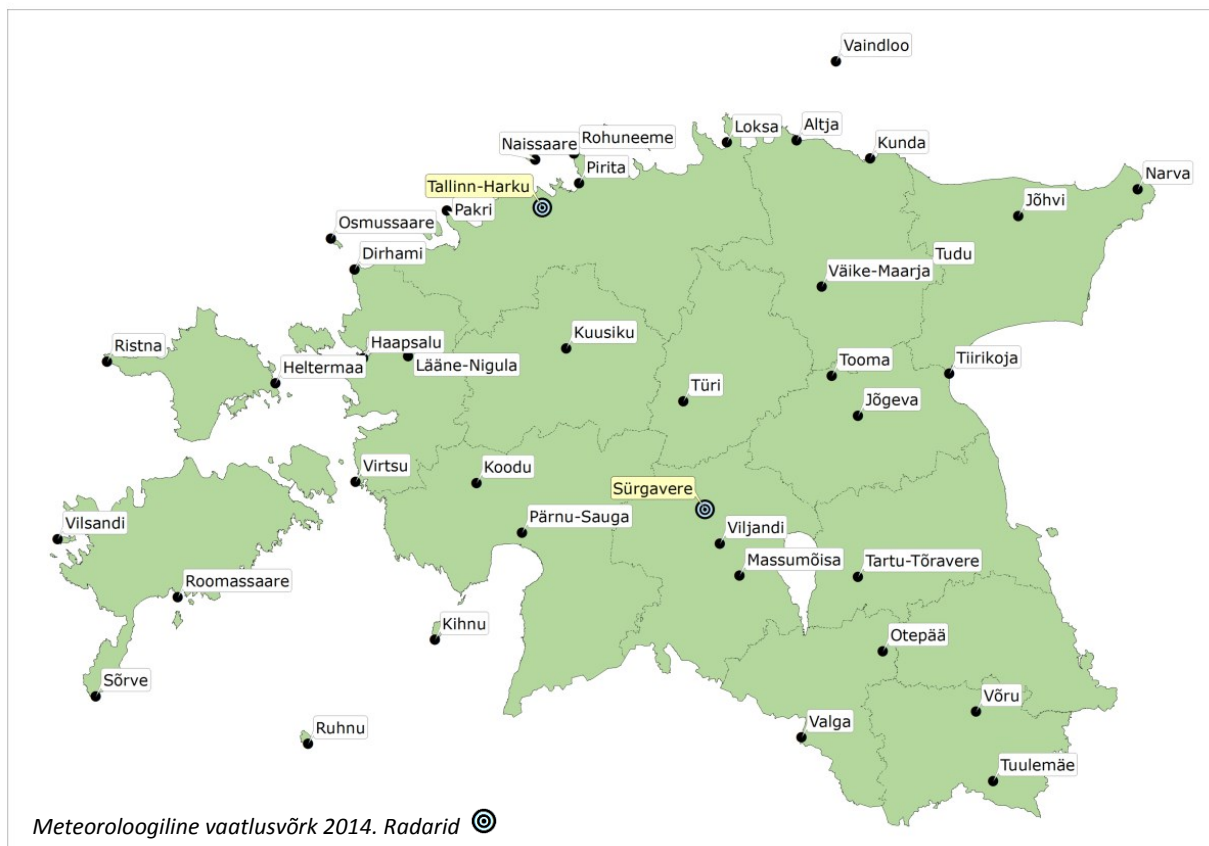 Vaindloo
Loksa
Altja
Rohuneeme
Naissaare
Kunda
Pirita
Narva
Tallinn-Harku
Pakri
Jõhvi
Osmussaare
Dirhami
Tudu
Väike-Maarja
Kuusiku
Haapsalu
Ristna
Lääne-Nigula
Heltermaa
Tooma
Tiirikoja
Türi
Jõgeva
Virtsu
Koodu
Sürgavere
Pärnu-Sauga
Vilsandi
Viljandi
Massumõisa
Tartu-Tõravere
Roomassaare
Kihnu
Otepää
Sõrve
Võru
Valga
Ruhnu
Tuulemäe
Meteoroloogiline vaatlusvõrk 2014. Radarid